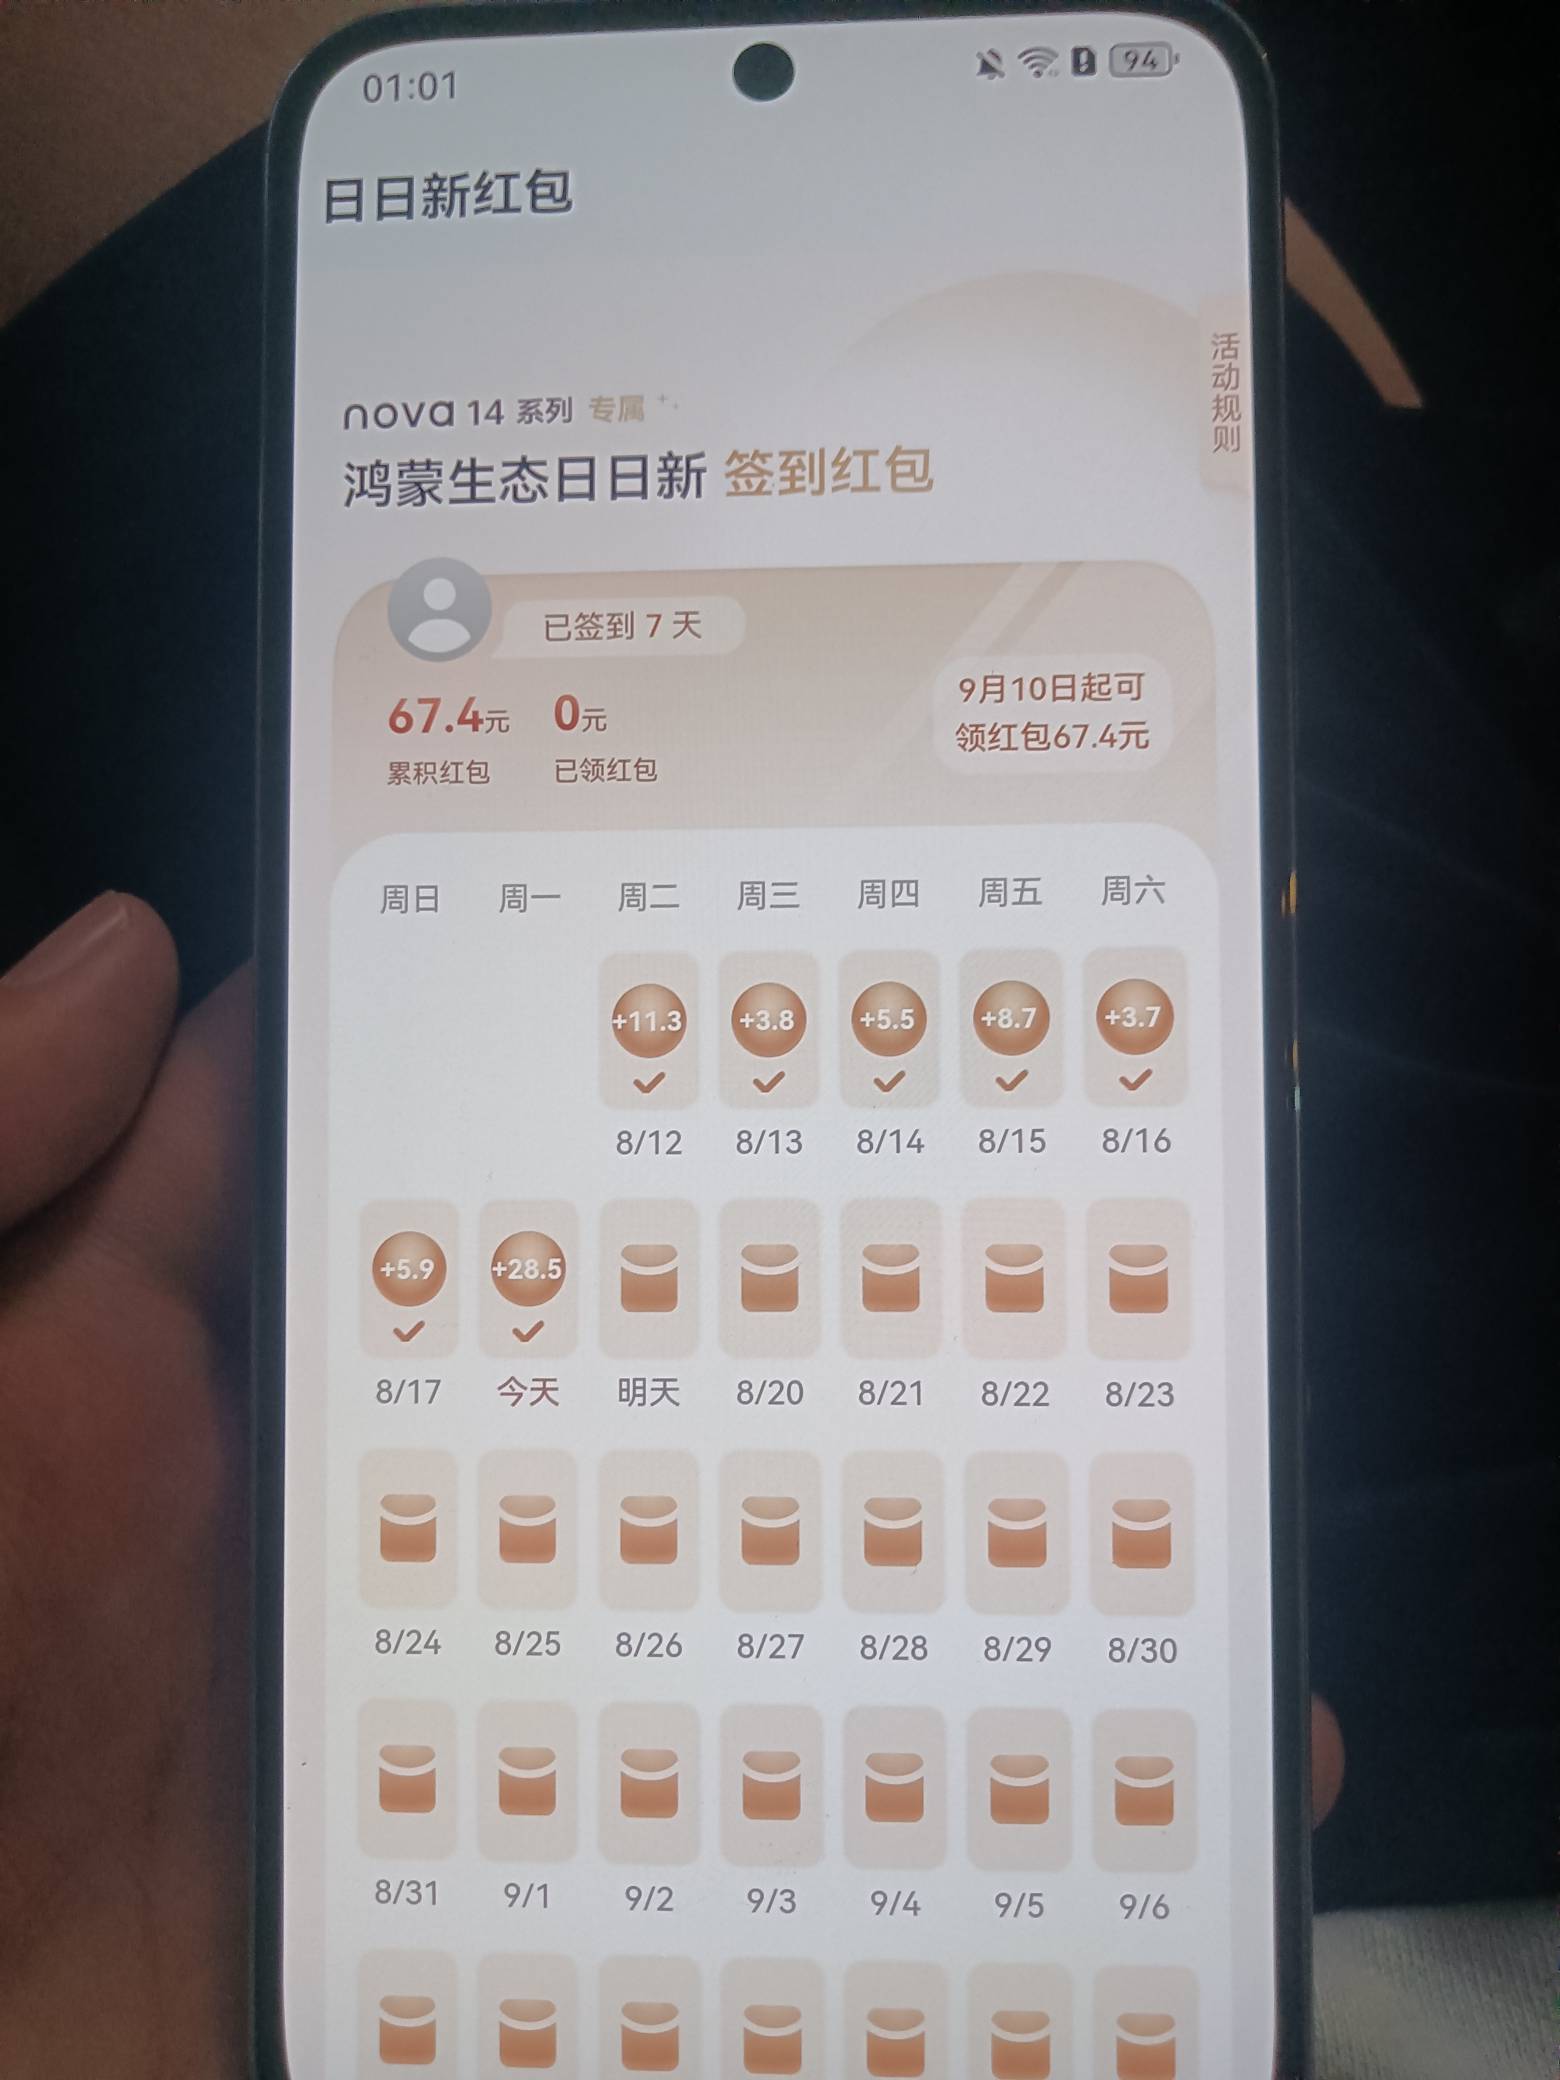 01:01
94
日日新红包
活动规则
nova 14 系列 专属
鸿蒙生态日日新 签到红包
已签到 7 天
67.4元 0元
累积红包 已领红包
9月10日起可
领红包67.4元
周日 周一 周二 周三 周四 周五 周六
+11.3 +3.8 +5.5 +8.7 +3.7
8/12 8/13 8/14 8/15 8/16
+5.9 +28.5
8/17 今天 明天 8/20 8/21 8/22 8/23
8/24 8/25 8/26 8/27 8/28 8/29 8/30
8/31 9/1 9/2 9/3 9/4 9/5 9/6